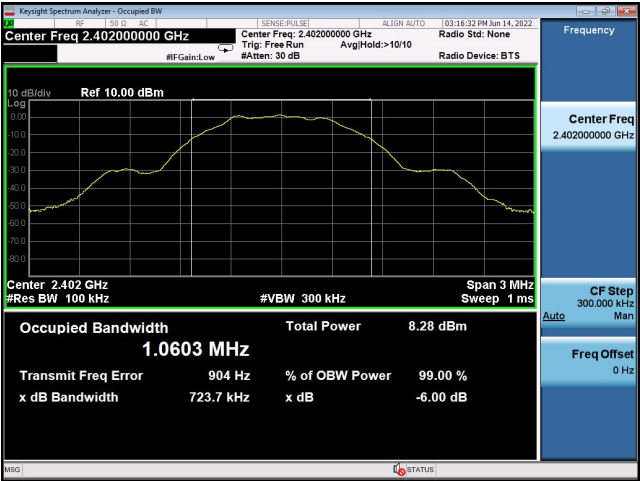 Keysight Spectrum Analyzer - Occupied BW
RF 50 Ω AC SENSE:PULSE ALIGN AUTO 03:16:32 PM Jun 14, 2022
Center Freq 2.402000000 GHz
Center Freq: 2.402000000 GHz Radio Std: None
Trig: Free Run Avg|Hold:>10/10
#IFGain:Low #Atten: 30 dB Radio Device: BTS
10 dB/div Ref 10.00 dBm
Log
0.00
-10.0
-20.0
-30.0
-40.0
-50.0
-60.0
-70.0
-80.0
Center 2.402 GHz Span 3 MHz
#Res BW 100 kHz #VBW 300 kHz Sweep 1 ms
Occupied Bandwidth Total Power 8.28 dBm
1.0603 MHz
Transmit Freq Error 904 Hz % of OBW Power 99.00 %
x dB Bandwidth 723.7 kHz x dB -6.00 dB
MSG STATUS
Frequency
Center Freq
2.402000000 GHz
CF Step
300.000 kHz
Auto Man
Freq Offset
0 Hz